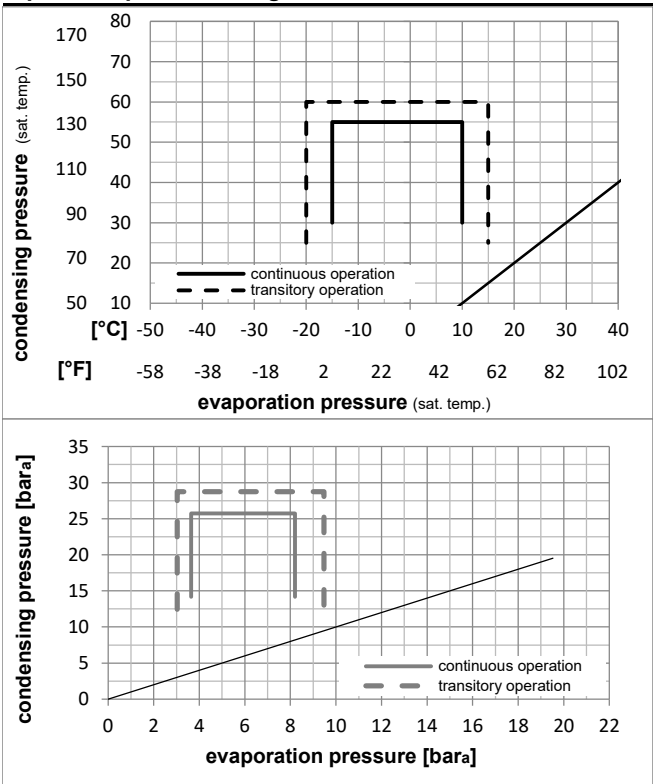 80
170
70
150
60
130
50
110
40
90
30
70
20
50
10
condensing pressure (sat. temp.)
continuous operation
transitory operation
[°C] -50 -40 -30 -20 -10 0 10 20 30 40
[°F] -58 -38 -18 2 22 42 62 82 102
evaporation pressure (sat. temp.)
35
30
25
20
15
10
5
0
condensing pressure [bara]
continuous operation
transitory operation
0 2 4 6 8 10 12 14 16 18 20 22
evaporation pressure [bara]